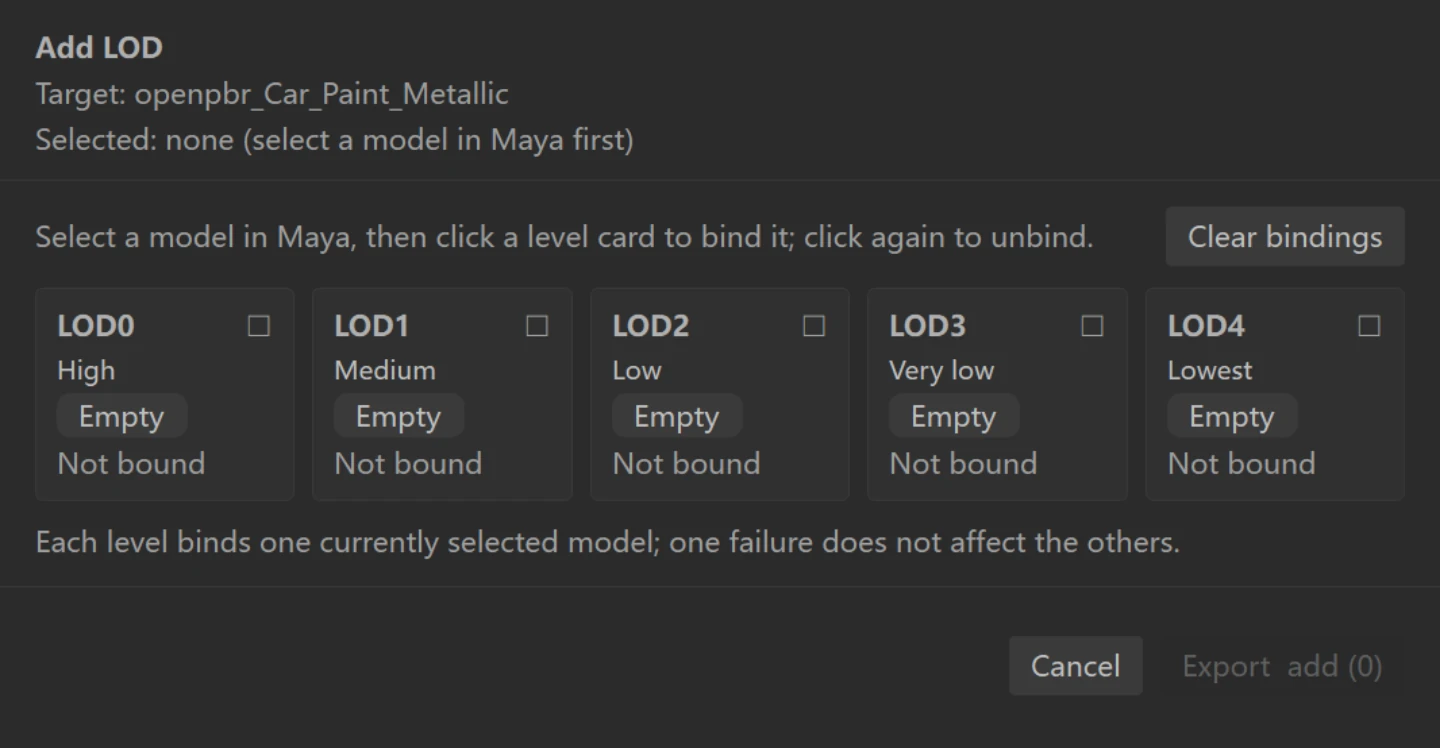 Add LOD
Target: openpbr_Car_Paint_Metallic
Selected: none (select a model in Maya first)
Select a model in Maya, then click a level card to bind it; click again to unbind.
Clear bindings
LOD0
High
Empty
Not bound
LOD1
Medium
Empty
Not bound
LOD2
Low
Empty
Not bound
LOD3
Very low
Empty
Not bound
LOD4
Lowest
Empty
Not bound
Each level binds one currently selected model; one failure does not affect the others.
Cancel
Export  add (0)